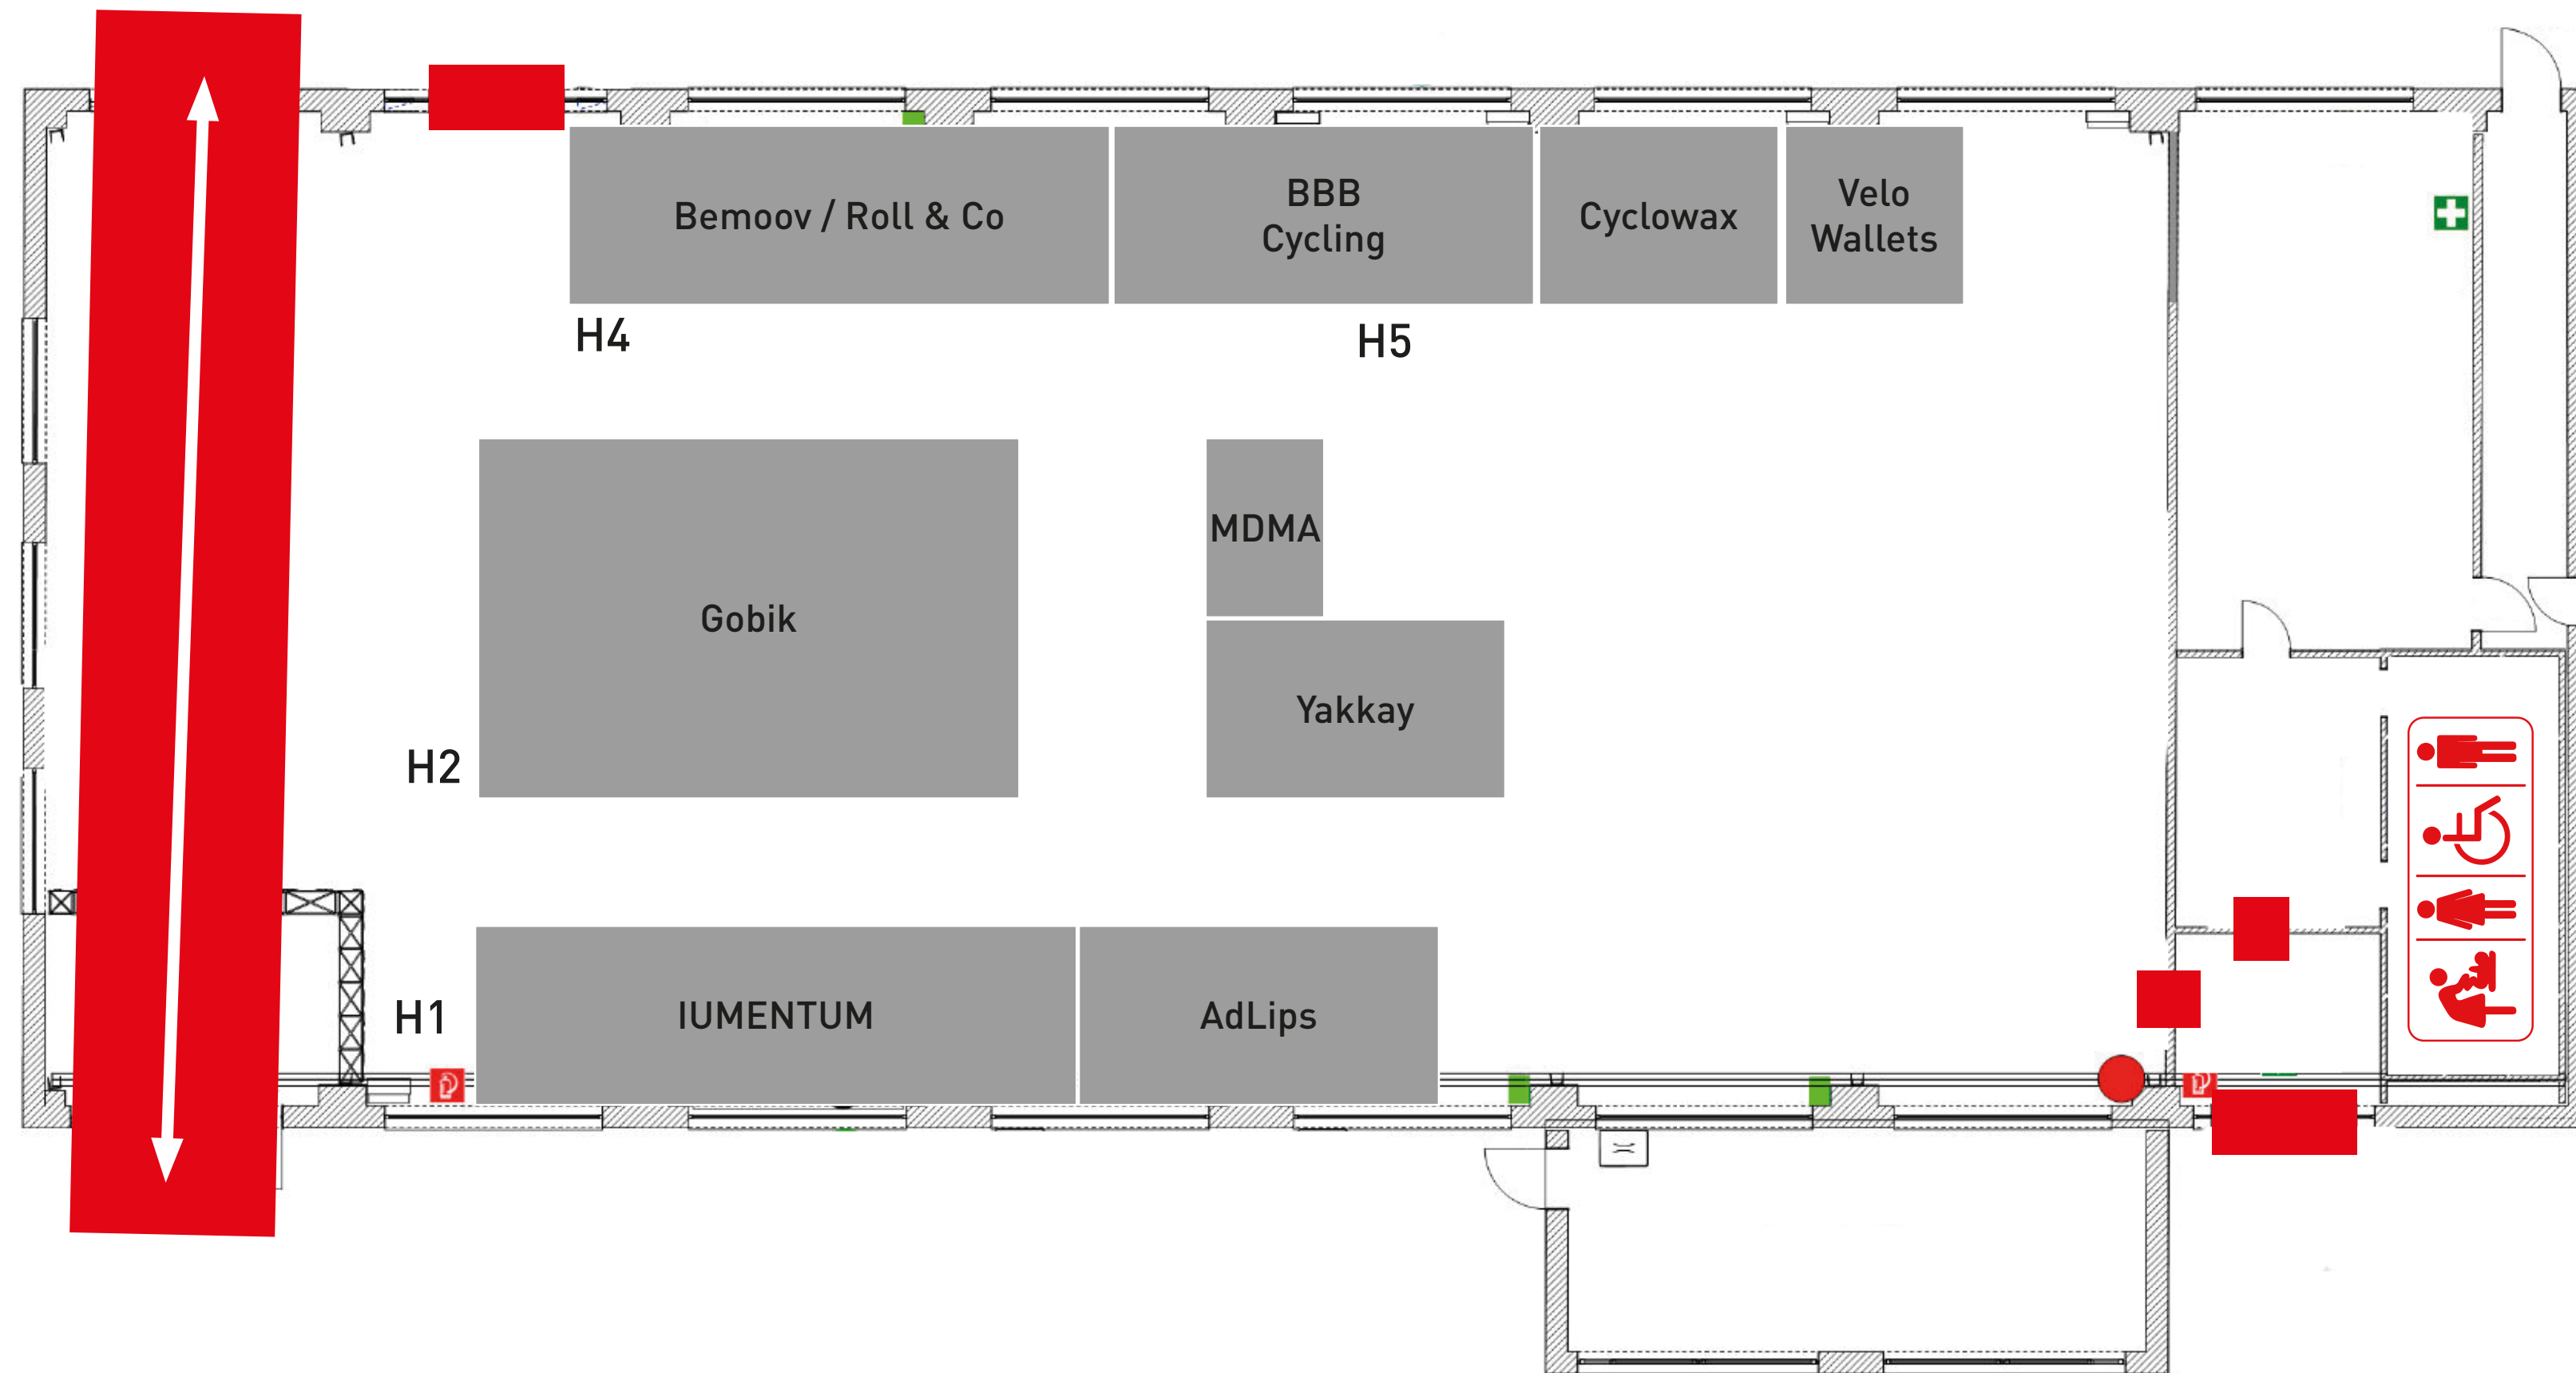 Bemoov / Roll & Co
BBB
Cycling
Cyclowax
Velo
Wallets
H4
H5
MDMA
Gobik
Yakkay
H2
IUMENTUM
AdLips
H1